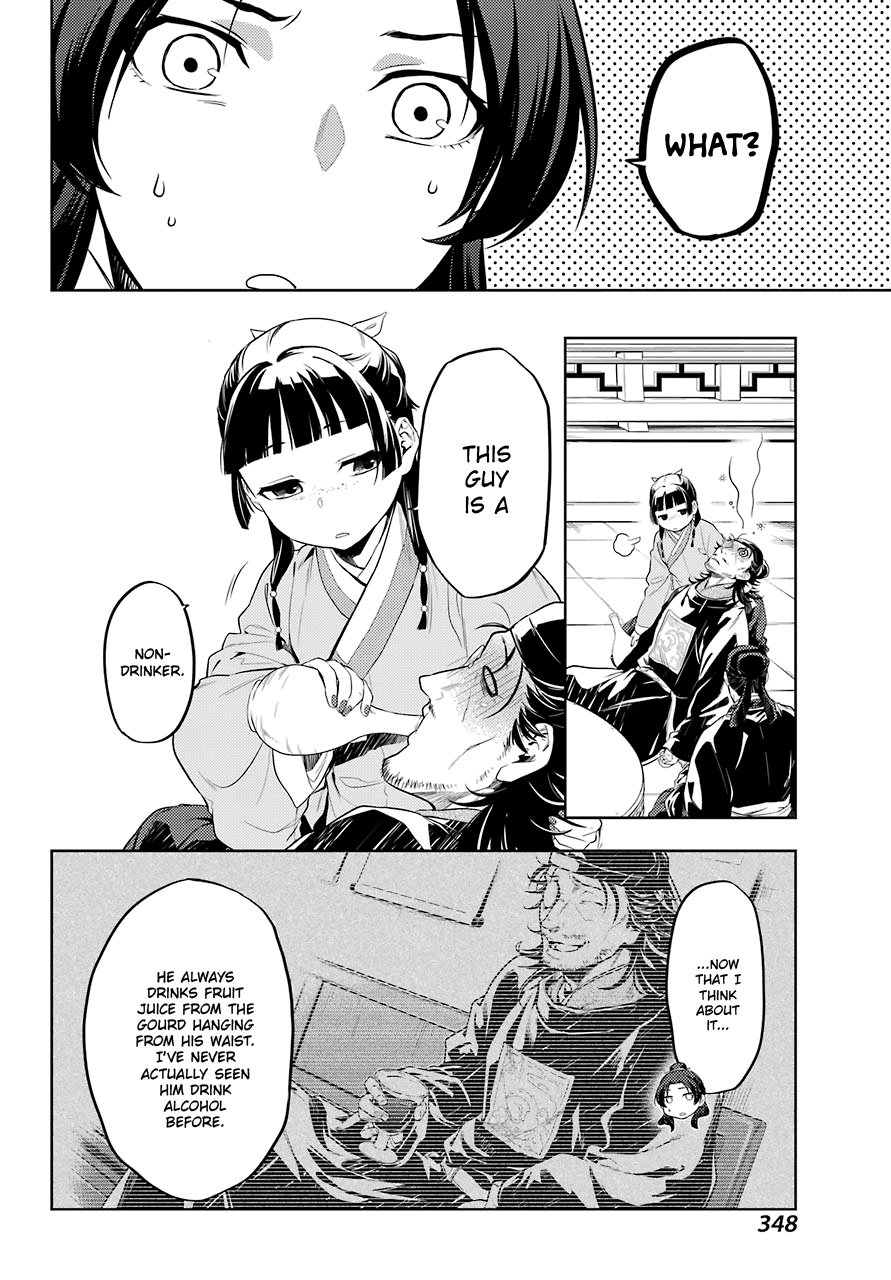 WHAT?
THIS
GUY
IS A
NON-
DRINKER.
...NOW
THAT I
THINK
ABOUT
IT...
HE ALWAYS
DRINKS FRUIT
JUICE FROM THE
GOURD HANGING
FROM HIS WAIST.
I'VE NEVER
ACTUALLY SEEN
HIM DRINK
ALCOHOL
BEFORE.
348